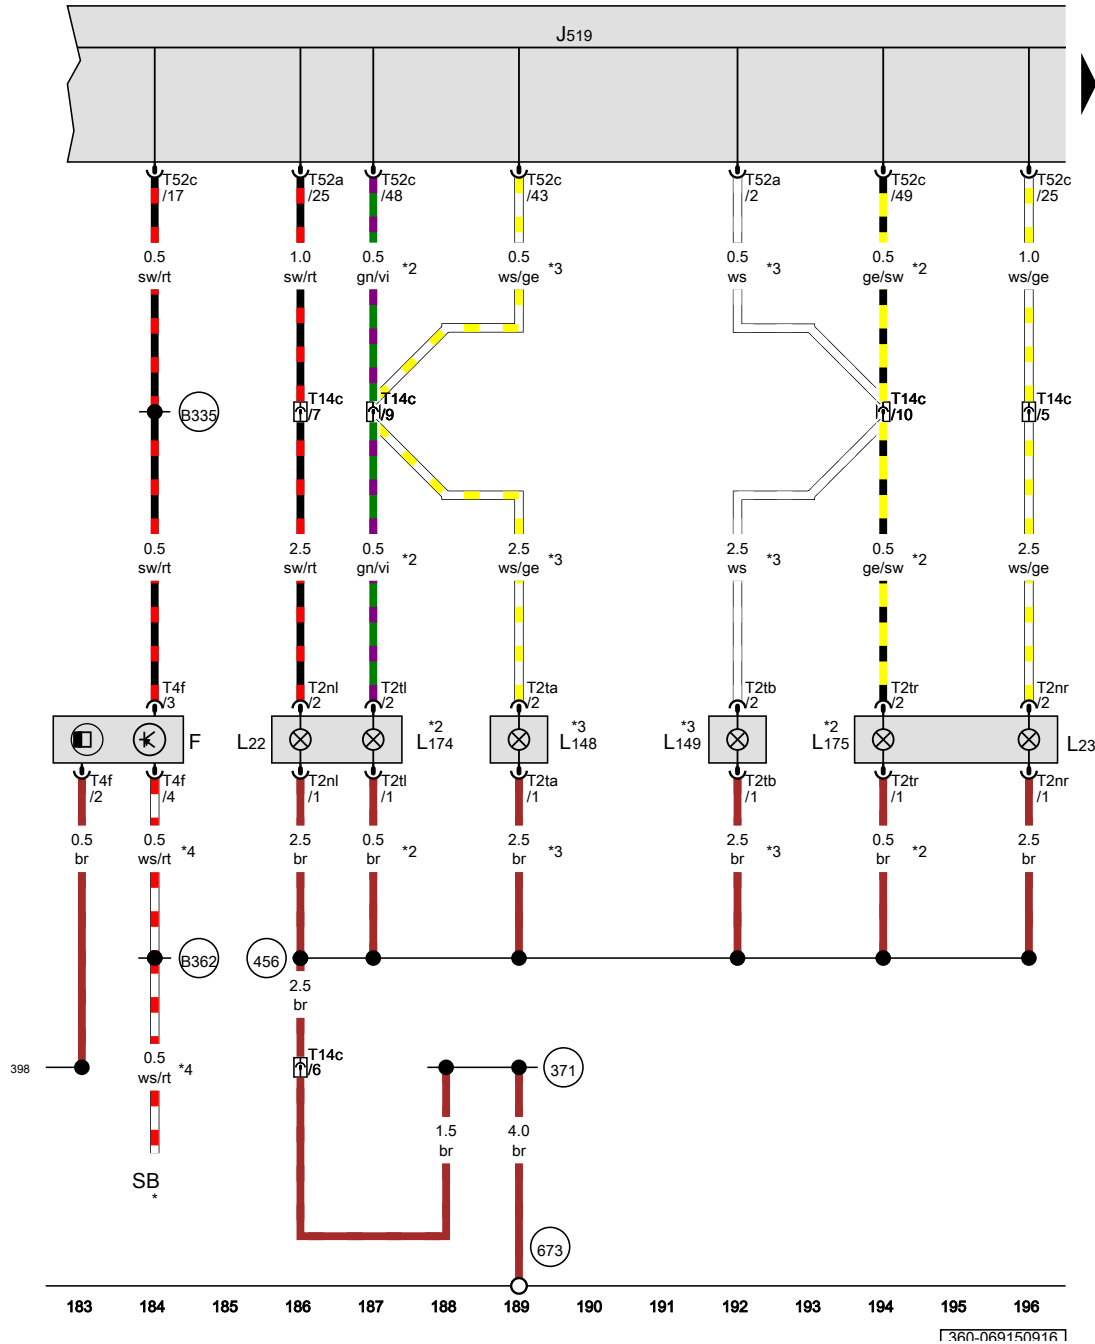 J519
T52c T52a T52c T52c T52a T52c T52c
/17 /25 /48 /43 /2 /49 /25
0.5 1.0 0.5 0.5 0.5 0.5 1.0
sw/rt sw/rt gn/vi *2 ws/ge *3 ws *3 ge/sw *2 ws/ge
T14c T14c T14c T14c
B335 /7 /9 /10 /5
0.5 2.5 0.5 2.5 2.5 0.5 2.5
sw/rt sw/rt gn/vi *2 ws/ge *3 ws *3 ge/sw *2 ws/ge
T4f T2nl T2tl T2ta T2tb T2tr T2nr
/3 /2 /2 /2 /2 /2 /2
*2 *3 *3 *2
F L22 L174 L148 L149 L175 L23
T4f T4f T2nl T2tl T2ta T2tb T2tr T2nr
/2 /4 /1 /1 /1 /1 /1 /1
0.5 0.5 2.5 0.5 2.5 2.5 0.5 2.5
br ws/rt *4 br br *2 br *3 br *3 br *2 br
B362 456
2.5
br
0.5 T14c
398 ws/rt *4 /6 371
1.5 4.0
br br
SB
*
673
183 184 185 186 187 188 189 190 191 192 193 194 195 196
360-069150916